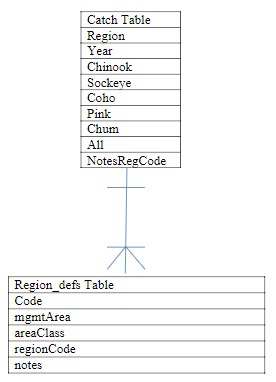 Catch Table
Region
Year
Chinook
Sockeye
Coho
Pink
Chum
All
NotesRegCode
Region_defs Table
Code
mgmtArea
areaClass
regionCode
notes